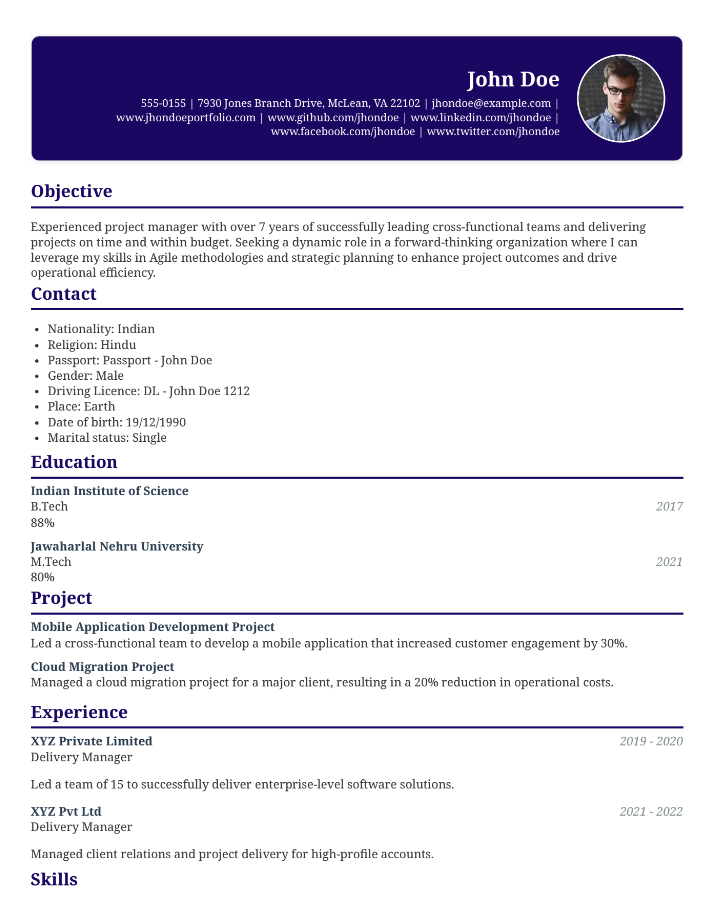 John Doe
555-0155 | 7930 Jones Branch Drive, McLean, VA 22102 | jhondoe@example.com |
www.jhondoeportfolio.com | www.github.com/jhondoe | www.linkedin.com/jhondoe |
www.facebook.com/jhondoe | www.twitter.com/jhondoe
Objective
Experienced project manager with over 7 years of successfully leading cross-functional teams and delivering
projects on time and within budget. Seeking a dynamic role in a forward-thinking organization where I can
leverage my skills in Agile methodologies and strategic planning to enhance project outcomes and drive
operational efficiency.
Contact
• Nationality: Indian
• Religion: Hindu
• Passport: Passport - John Doe
• Gender: Male
• Driving Licence: DL - John Doe 1212
• Place: Earth
• Date of birth: 19/12/1990
• Marital status: Single
Education
Indian Institute of Science
B.Tech 2017
88%
Jawaharlal Nehru University
M.Tech 2021
80%
Project
Mobile Application Development Project
Led a cross-functional team to develop a mobile application that increased customer engagement by 30%.
Cloud Migration Project
Managed a cloud migration project for a major client, resulting in a 20% reduction in operational costs.
Experience
XYZ Private Limited 2019 - 2020
Delivery Manager
Led a team of 15 to successfully deliver enterprise-level software solutions.
XYZ Pvt Ltd 2021 - 2022
Delivery Manager
Managed client relations and project delivery for high-profile accounts.
Skills